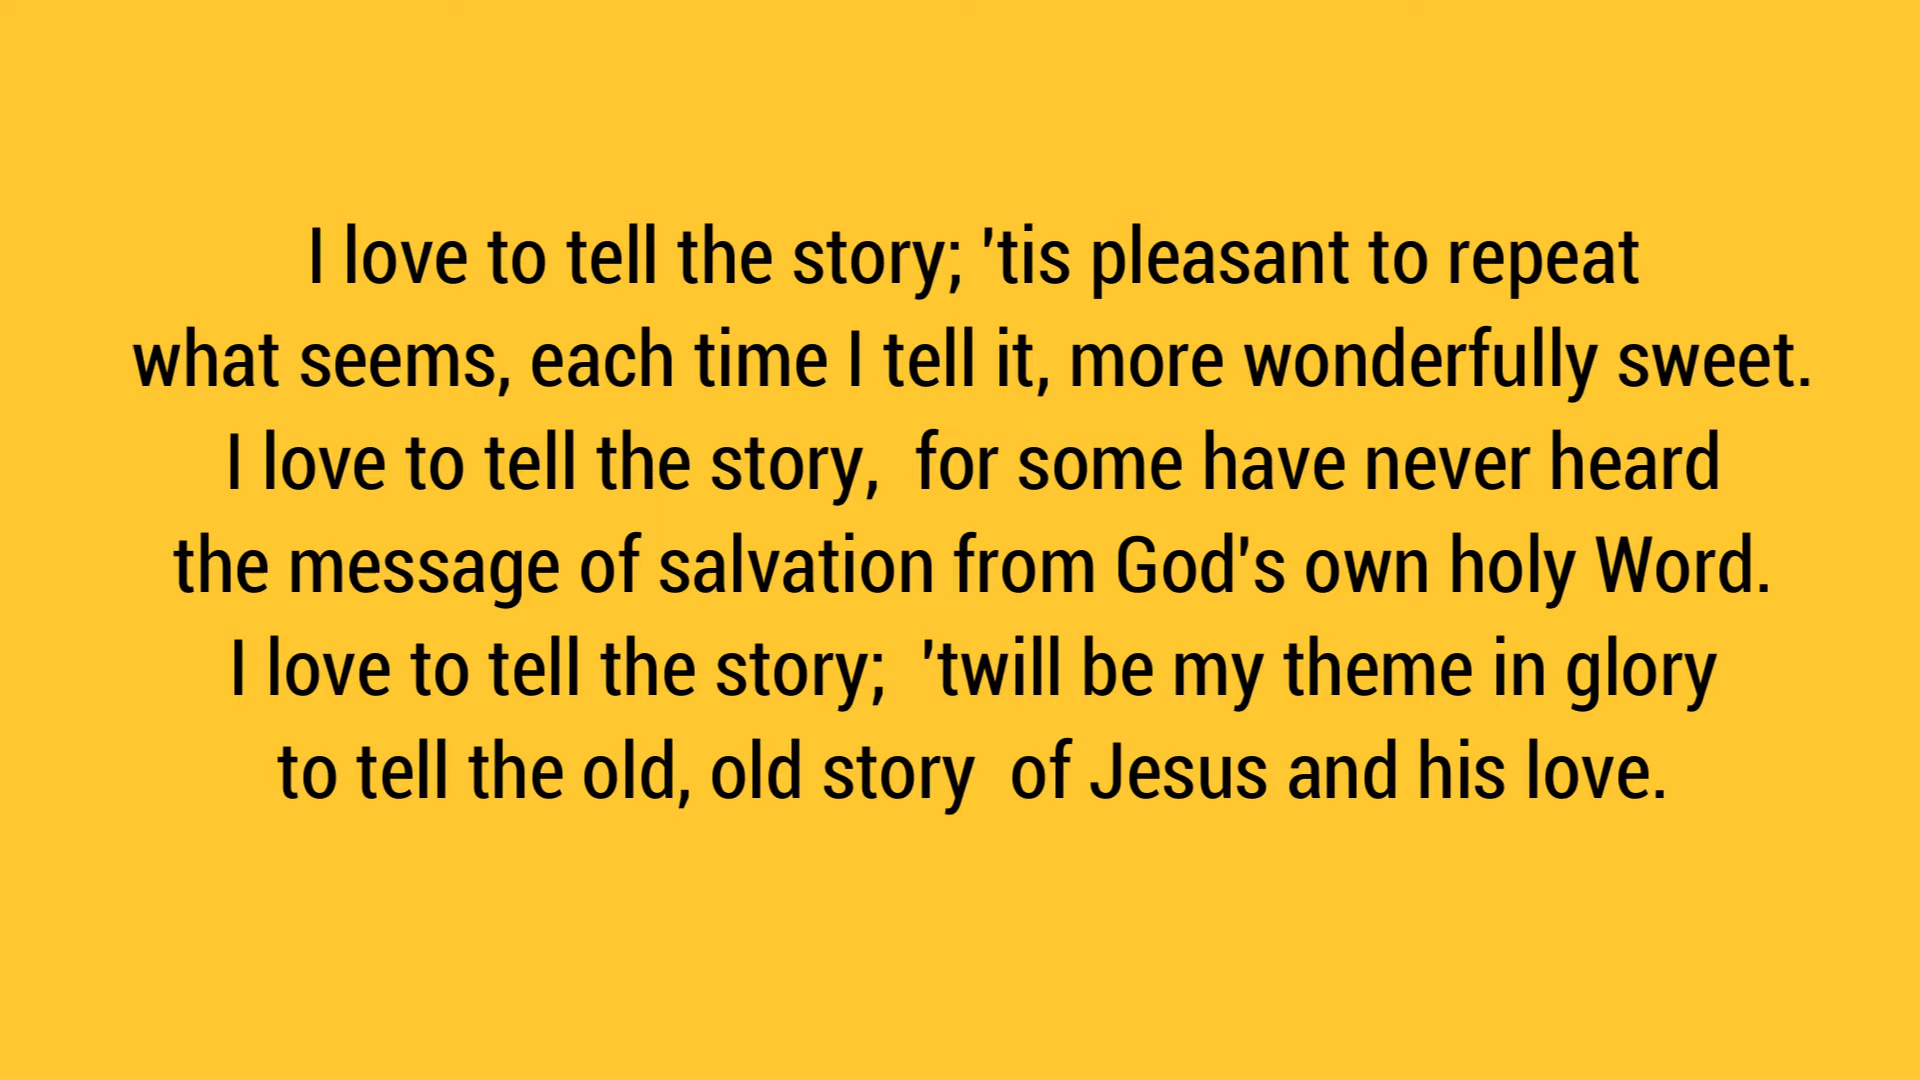 I love to tell the story; 'tis pleasant to repeat
what seems, each time I tell it, more wonderfully sweet.
I love to tell the story,  for some have never heard
the message of salvation from God's own holy Word.
I love to tell the story;  'twill be my theme in glory
to tell the old, old story  of Jesus and his love.